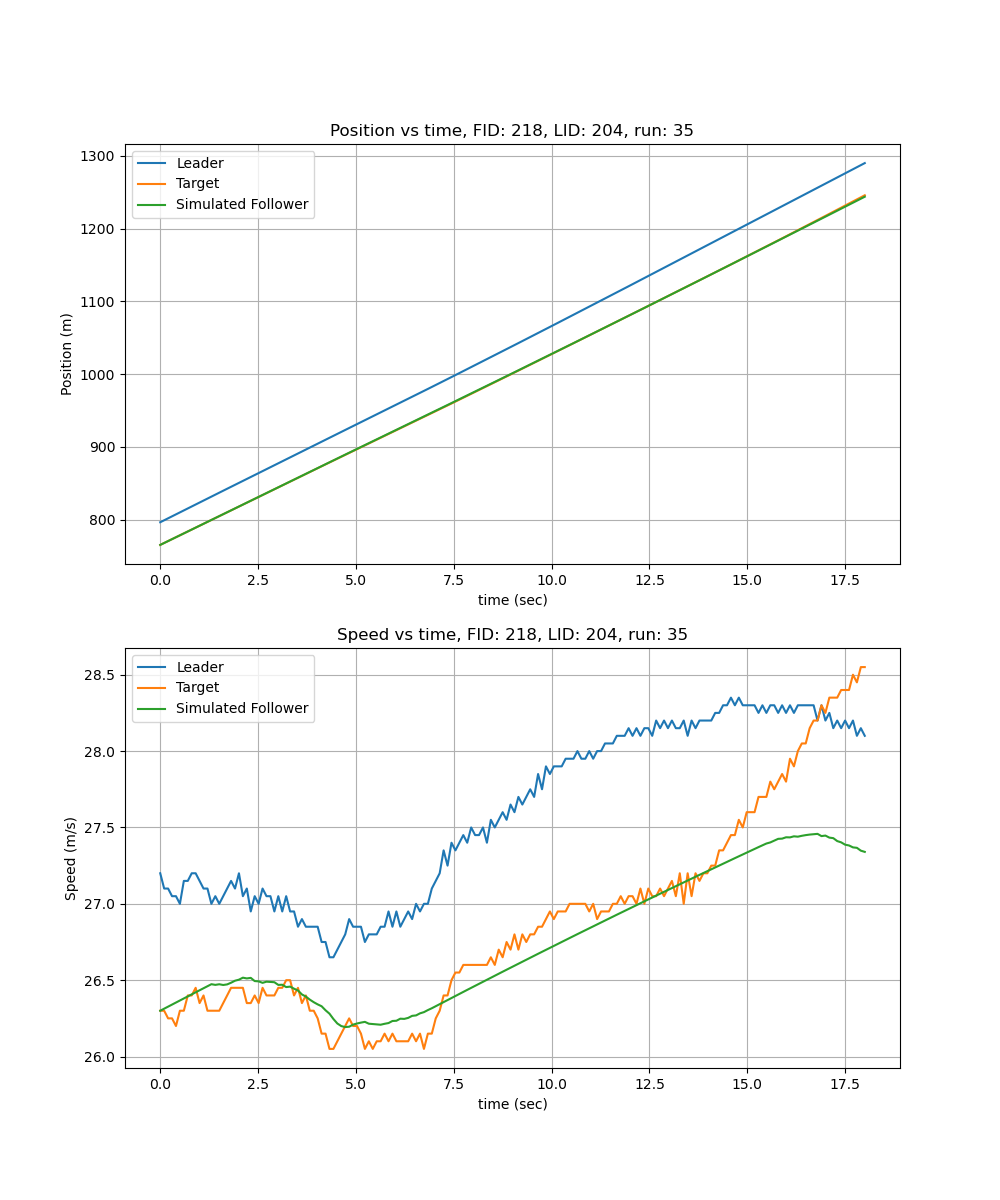 Position vs time, FID: 218, LID: 204, run: 35
Leader
Target
Simulated Follower
1300
1200
1100
1000
900
800
Position (m)
0.0 2.5 5.0 7.5 10.0 12.5 15.0 17.5
time (sec)
Speed vs time, FID: 218, LID: 204, run: 35
Leader
Target
Simulated Follower
28.5
28.0
27.5
27.0
26.5
26.0
Speed (m/s)
0.0 2.5 5.0 7.5 10.0 12.5 15.0 17.5
time (sec)